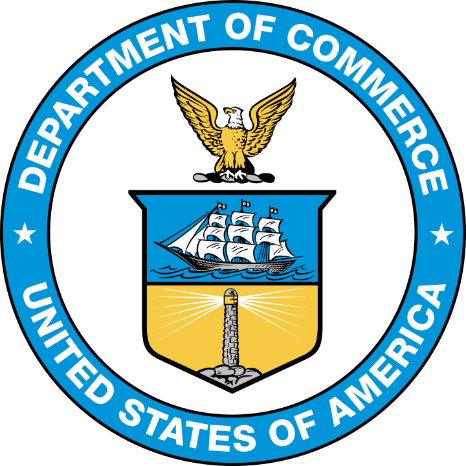 DEPARTMENT OF COMMERCE
UNITED STATES OF AMERICA